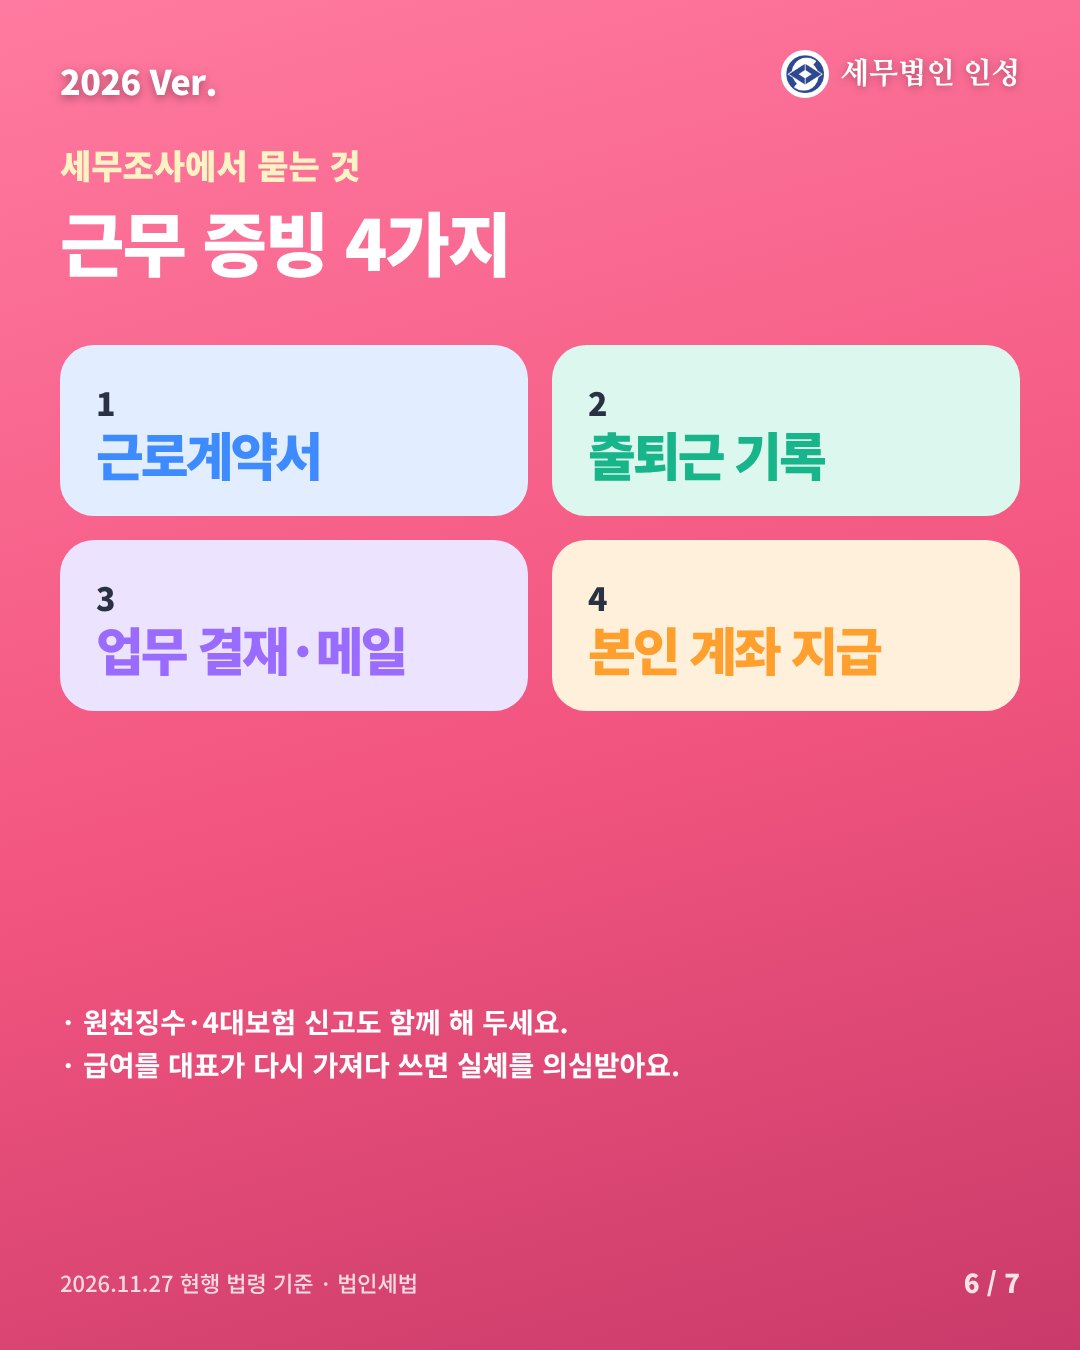 2026 Ver.
세무법인 인성
세무조사에서 묻는 것
근무 증빙 4가지
1
근로계약서
2
출퇴근 기록
3
업무 결재·메일
4
본인 계좌 지급
· 원천징수·4대보험 신고도 함께 해 두세요.
· 급여를 대표가 다시 가져다 쓰면 실체를 의심받아요.
2026.11.27 현행 법령 기준 · 법인세법
6 / 7